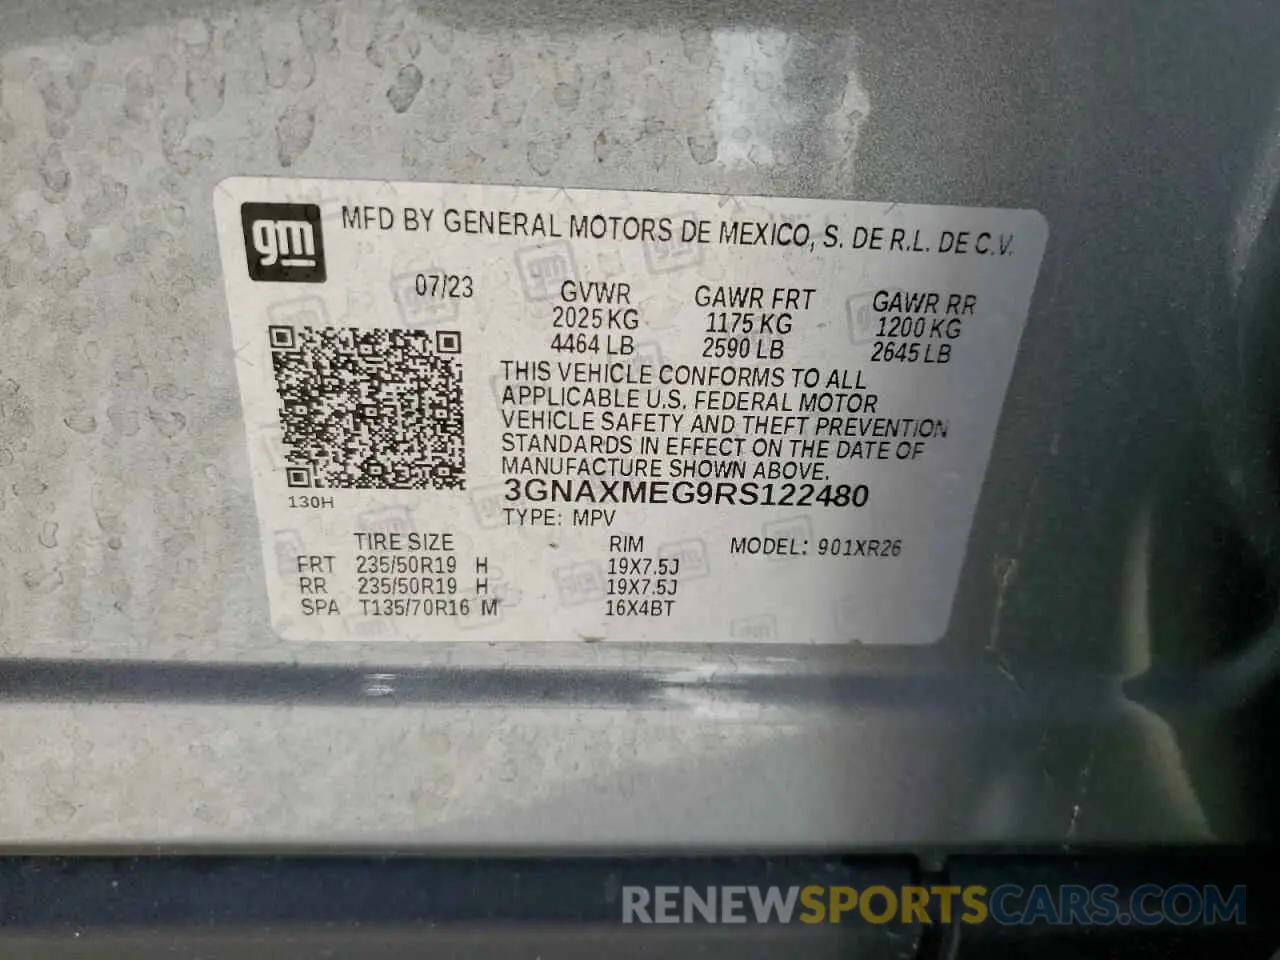 gm
MFD BY GENERAL MOTORS DE MEXICO, S. DE R.L. DE C.V.
07/23
GVWR GAWR FRT GAWR RR
2025 KG 1175 KG 1200 KG
4464 LB 2590 LB 2645 LB
THIS VEHICLE CONFORMS TO ALL
APPLICABLE U.S. FEDERAL MOTOR
VEHICLE SAFETY AND THEFT PREVENTION
STANDARDS IN EFFECT ON THE DATE OF
MANUFACTURE SHOWN ABOVE.
130H
3GNAXMEG9RS122480
TYPE: MPV
TIRE SIZE RIM MODEL: 901XR26
FRT 235/50R19 H 19X7.5J
RR 235/50R19 H 19X7.5J
SPA T135/70R16 M 16X4BT
RENEWSPORTSCARS.COM